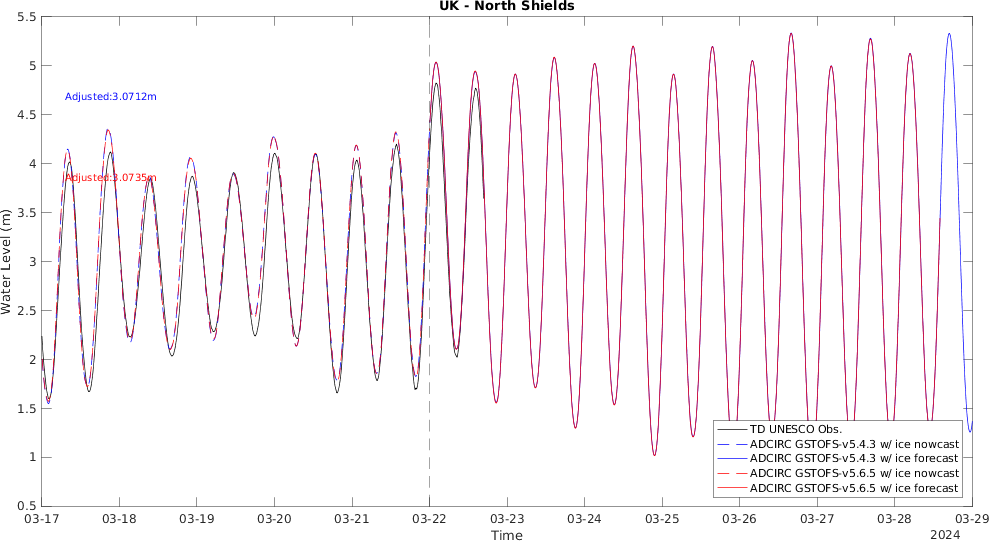 UK - North Shields
5.5
5
4.5
4
3.5
3
2.5
2
1.5
1
0.5
Water Level (m)
Adjusted:3.0712m
Adjusted:3.0735m
TD UNESCO Obs.
ADCIRC GSTOFS-v5.4.3 w/ ice nowcast
ADCIRC GSTOFS-v5.4.3 w/ ice forecast
ADCIRC GSTOFS-v5.6.5 w/ ice nowcast
ADCIRC GSTOFS-v5.6.5 w/ ice forecast
03-17 03-18 03-19 03-20 03-21 03-22 03-23 03-24 03-25 03-26 03-27 03-28 03-29
Time
2024